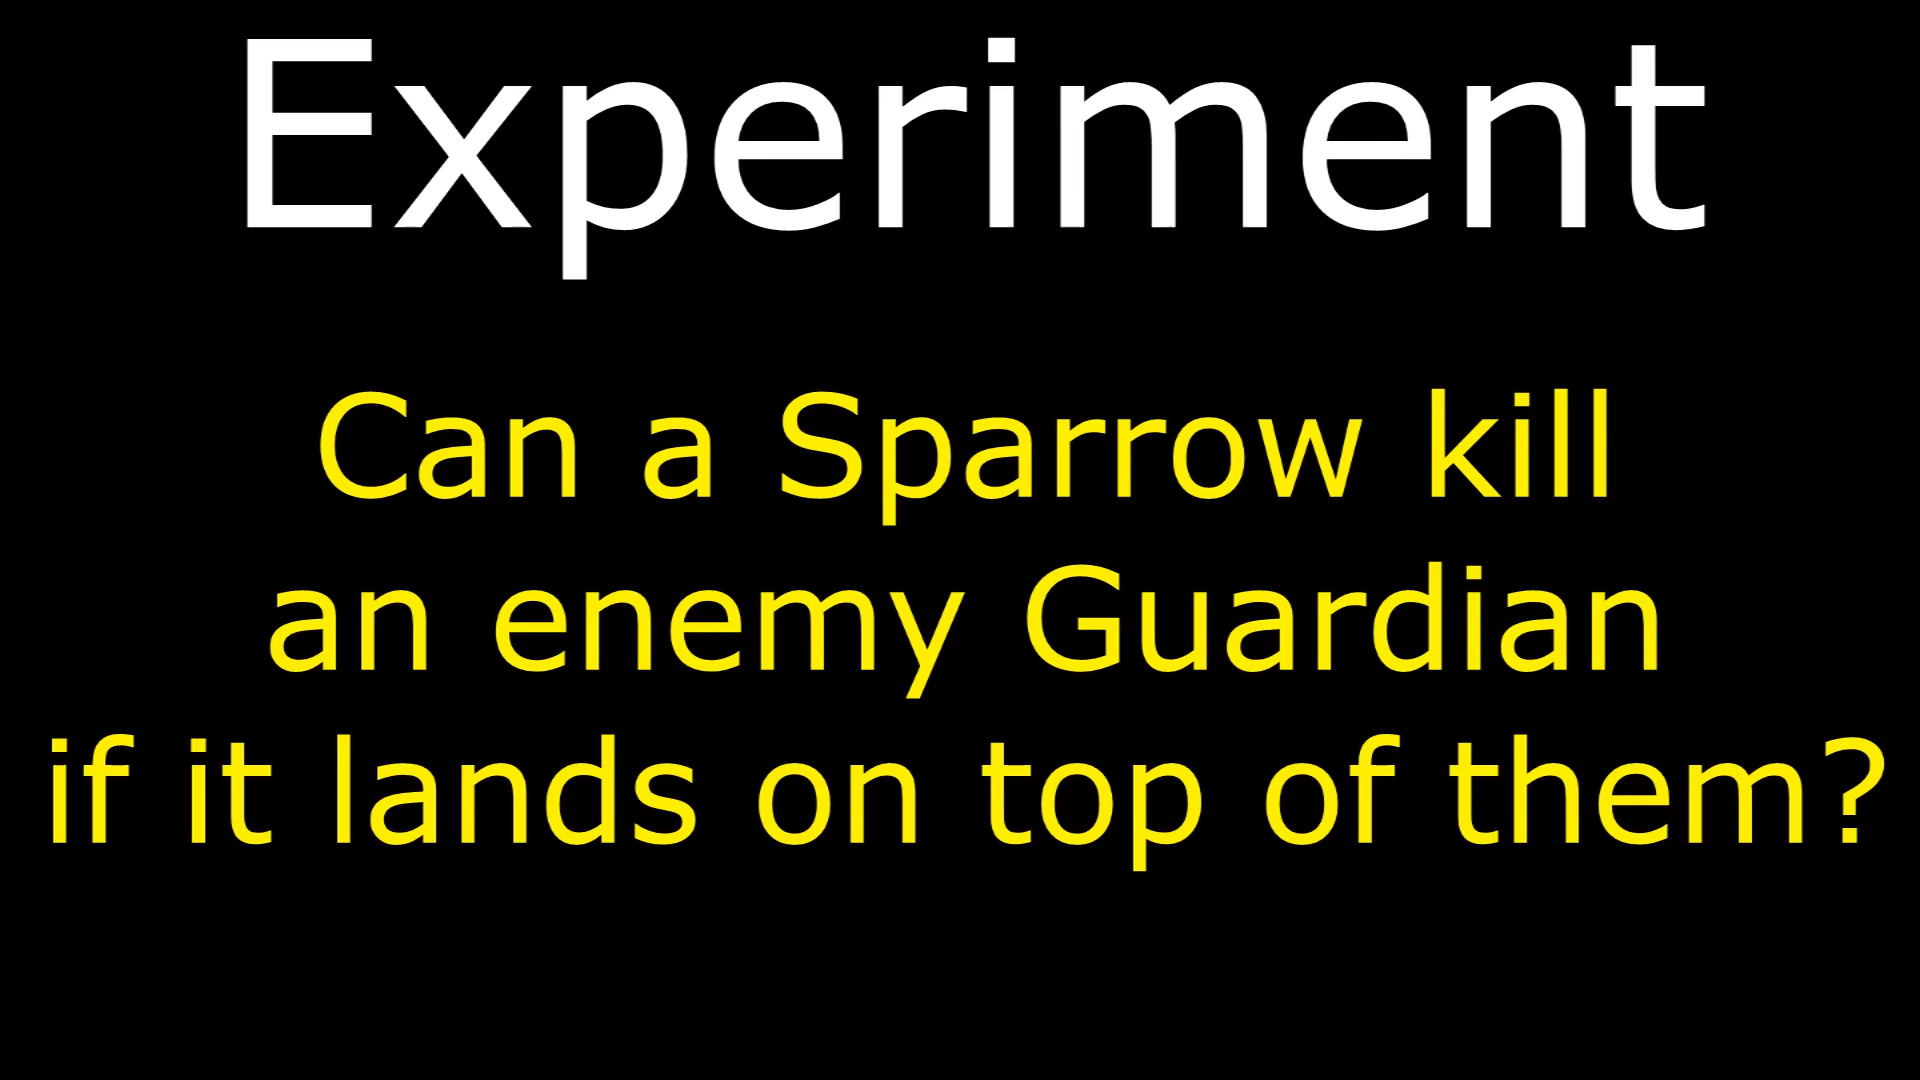 Experiment
Can a Sparrow kill
an enemy Guardian
if it lands on top of them?